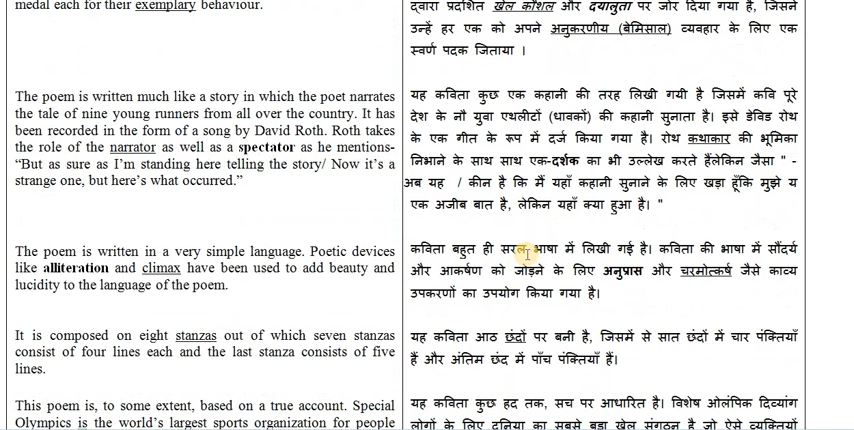 medal each for their exemplary behaviour.
The poem is written much like a story in which the poet narrates
the tale of nine young runners from all over the country. It has
been recorded in the form of a song by David Roth. Roth takes
the role of the narrator as well as a spectator as he mentions-
“But as sure as I’m standing here telling the story/ Now it’s a
strange one, but here’s what occurred.”
The poem is written in a very simple language. Poetic devices
like alliteration and climax have been used to add beauty and
lucidity to the language of the poem.
It is composed on eight stanzas out of which seven stanzas
consist of four lines each and the last stanza consists of five
lines.
This poem is, to some extent, based on a true account. Special
Olympics is the world’s largest sports organization for people
द्वारा प्रदर्शित खेल कौशल और दयालुता पर जोर दिया गया है, जिसने
उन्हें हर एक को अपने अनुकरणीय (बेमिसाल) व्यवहार के लिए एक
स्वर्ण पदक जिताया ।
यह कविता कुछ एक कहानी की तरह लिखी गयी है जिसमें कवि पूरे
देश के नौ युवा एथलीटों (धावकों) की कहानी सुनाता है। इसे डेविड रोथ
के एक गीत के रूप में दर्ज किया गया है। रोथ कथाकार की भूमिका
निभाने के साथ साथ एक-दर्शक का भी उल्लेख करते हैंलेकिन जैसा " -
अब यह / कीन है कि मैं यहाँ कहानी सुनाने के लिए खड़ा हूँकि मुझे य
एक अजीब बात है, लेकिन यहाँ क्या हुआ है। "
कविता बहुत ही सरल भाषा में लिखी गई है। कविता की भाषा में सौंदर्य
और आकर्षण को जोड़ने के लिए अनुप्रास और चरमोत्कर्ष जैसे काव्य
उपकरणों का उपयोग किया गया है।
यह कविता आठ छंदों पर बनी है, जिसमें से सात छंदों में चार पंक्तियाँ
हैं और अंतिम छंद में पाँच पंक्तियाँ हैं।
यह कविता कुछ हद तक, सच पर आधारित है। विशेष ओलंपिक दिव्यांग
लोगों के लिए दुनिया का सबसे बड़ा खेल संगठन है जो ऐसे व्यक्तियों